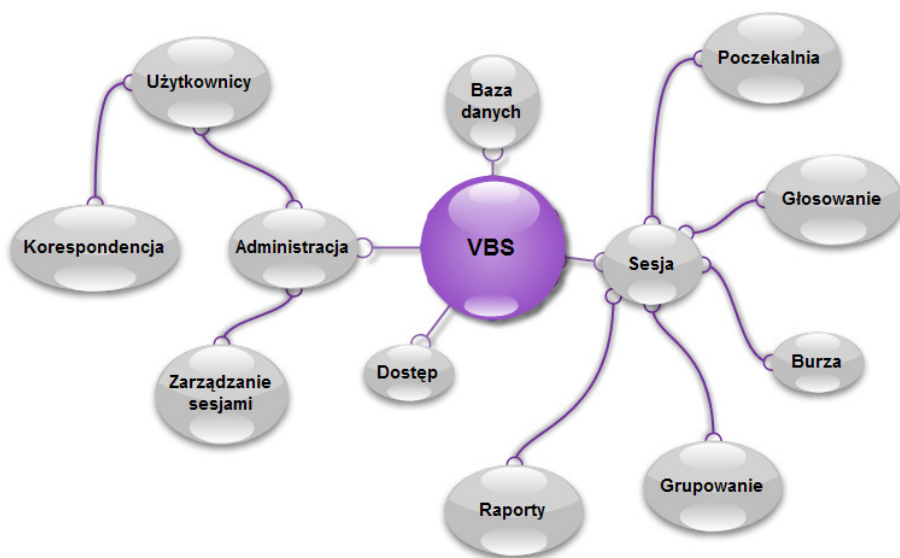 Użytkownicy
Baza
danych
Poczekalnia
Głosowanie
Korespondencja
Administracja
VBS
Sesja
Zarządzanie
sesjami
Dostęp
Burza
Raporty
Grupowanie